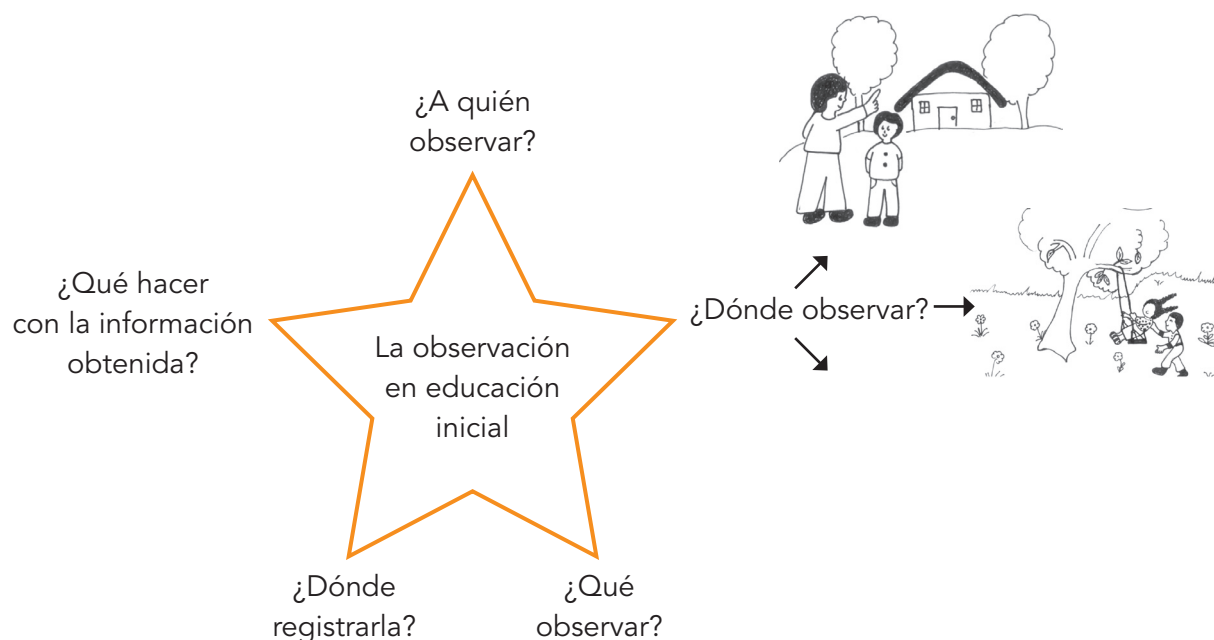 ¿A quién
observar?
¿Qué hacer
con la información
obtenida?
¿Dónde observar?
La observación
en educación
inicial
¿Dónde
registrarla?
¿Qué
observar?